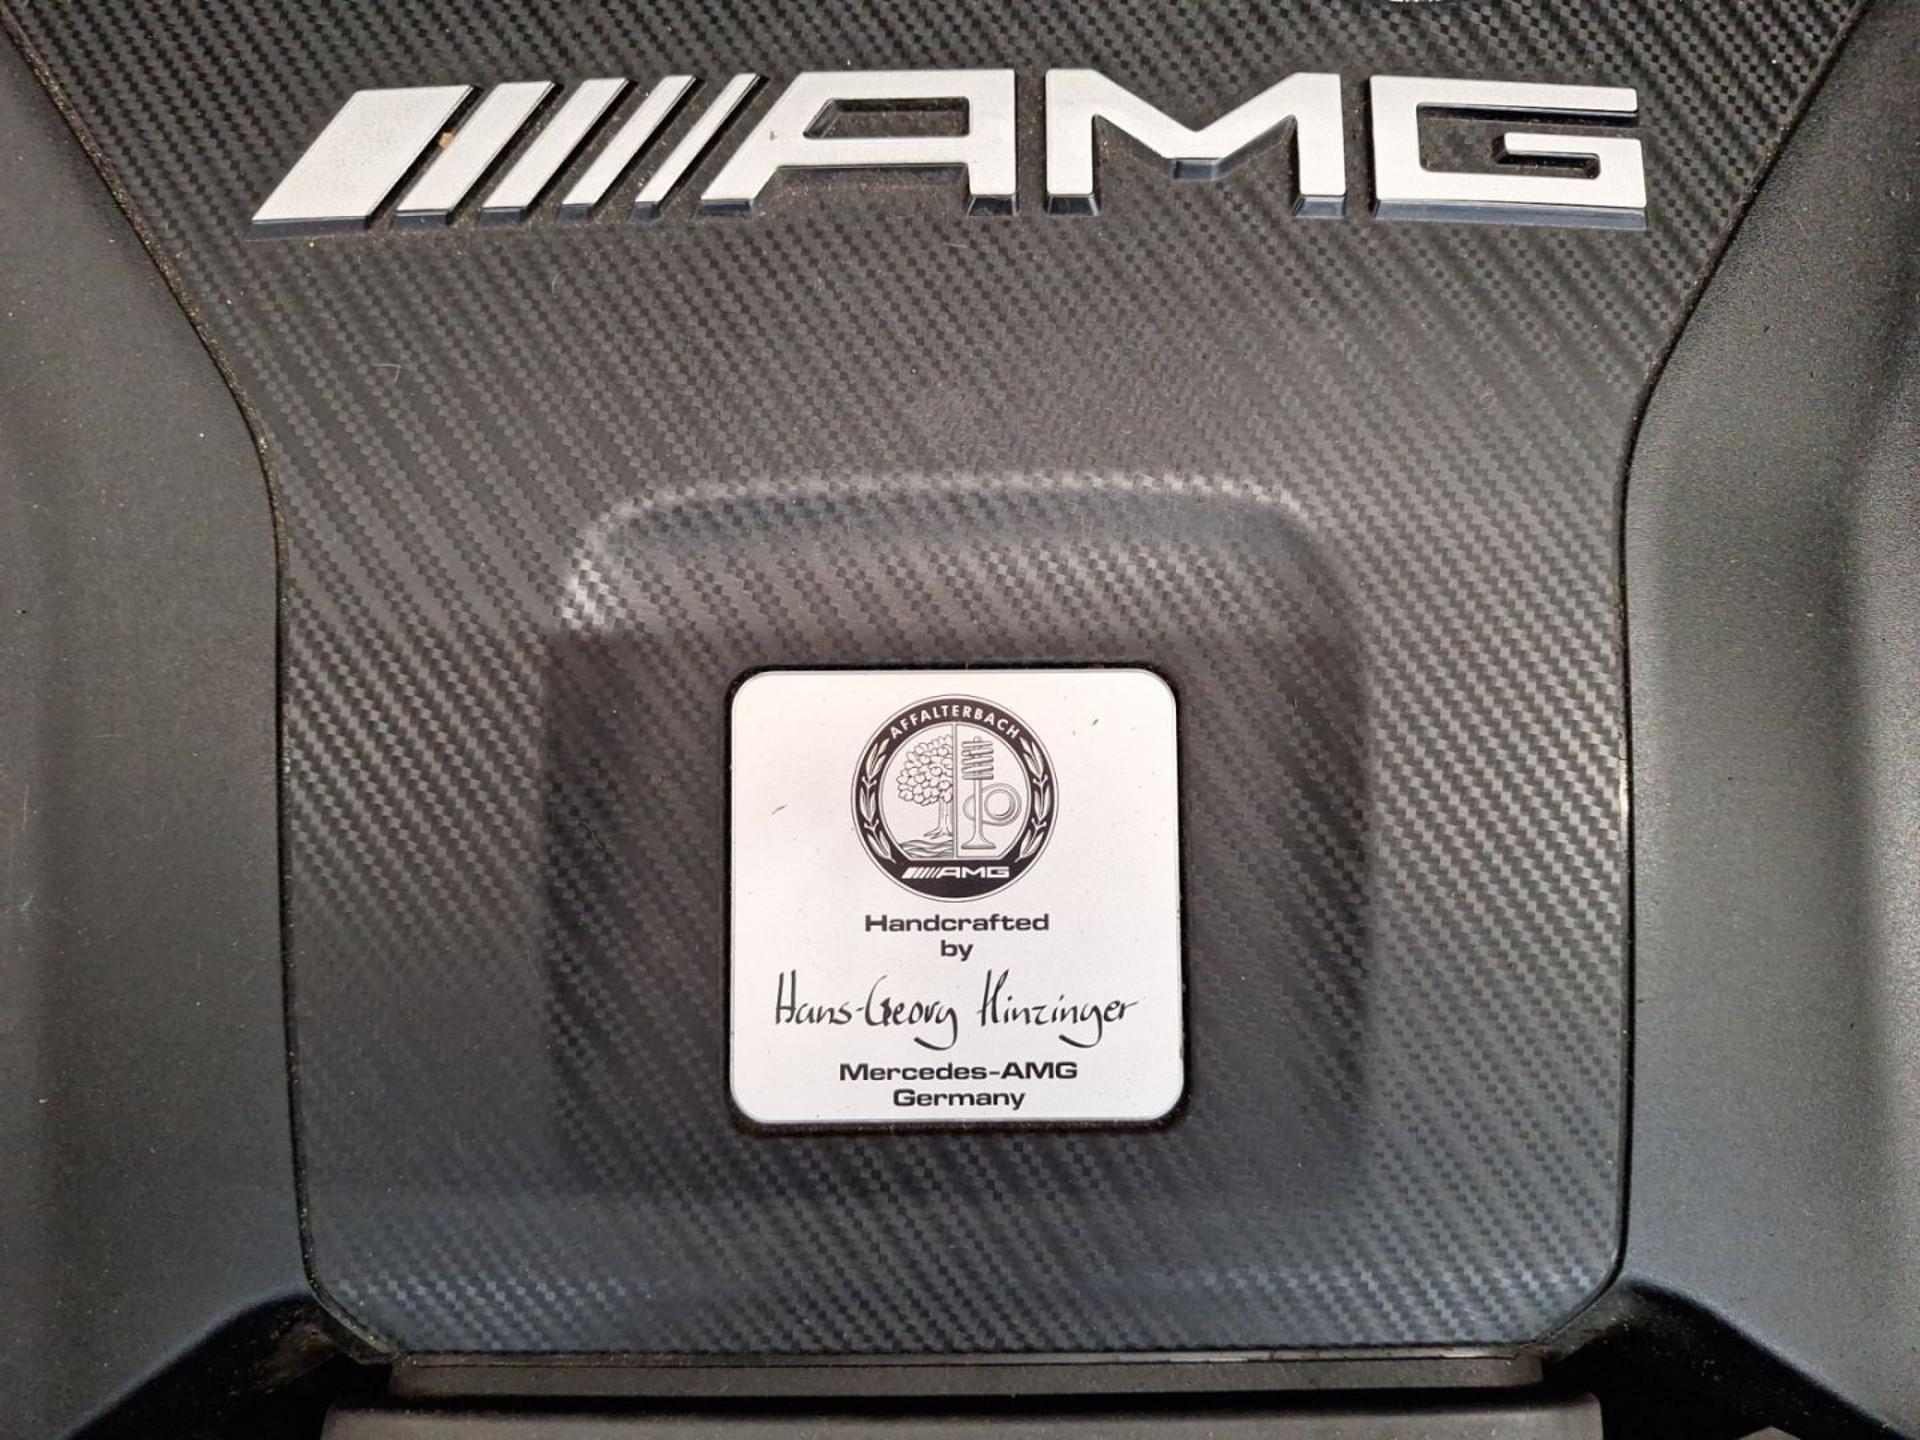 AMG
AFFALTERBACH
AMG
Handcrafted
by
Hans-Georg Hinzinger
Mercedes-AMG
Germany